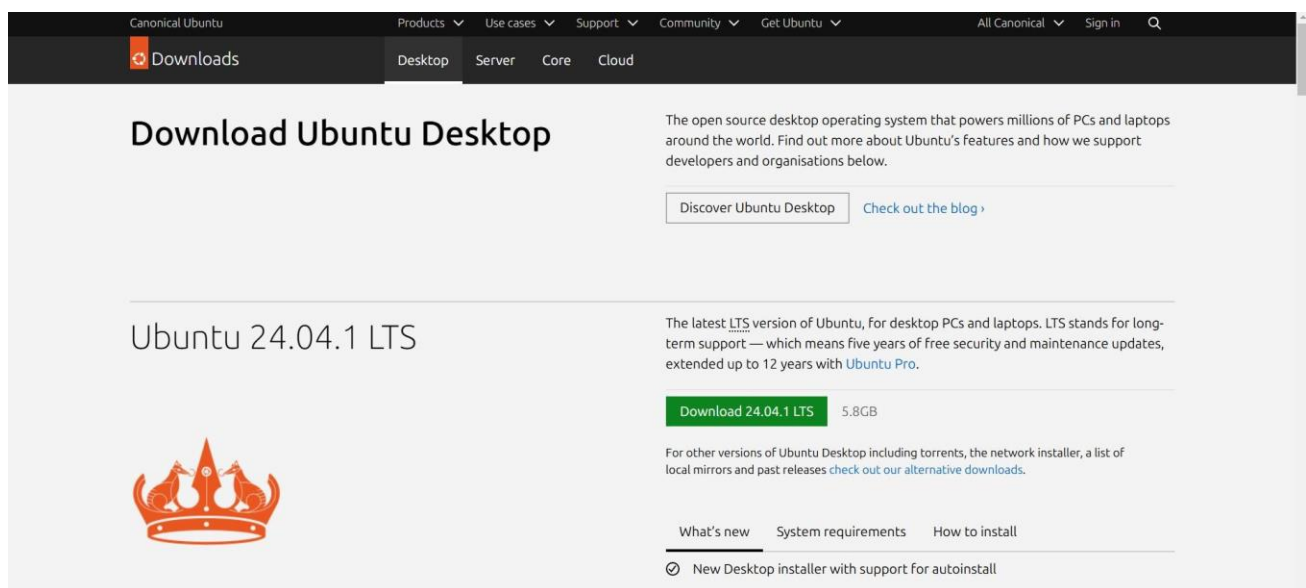 Canonical Ubuntu
Products Use cases Support Community Get Ubuntu
All Canonical Sign in
Downloads
Desktop Server Core Cloud
Download Ubuntu Desktop
The open source desktop operating system that powers millions of PCs and laptops
around the world. Find out more about Ubuntu's features and how we support
developers and organisations below.
Discover Ubuntu Desktop
Check out the blog ›
Ubuntu 24.04.1 LTS
The latest LTS version of Ubuntu, for desktop PCs and laptops. LTS stands for long-
term support — which means five years of free security and maintenance updates,
extended up to 12 years with Ubuntu Pro.
Download 24.04.1 LTS
5.8GB
For other versions of Ubuntu Desktop including torrents, the network installer, a list of
local mirrors and past releases check out our alternative downloads.
What's new System requirements How to install
New Desktop installer with support for autoinstall